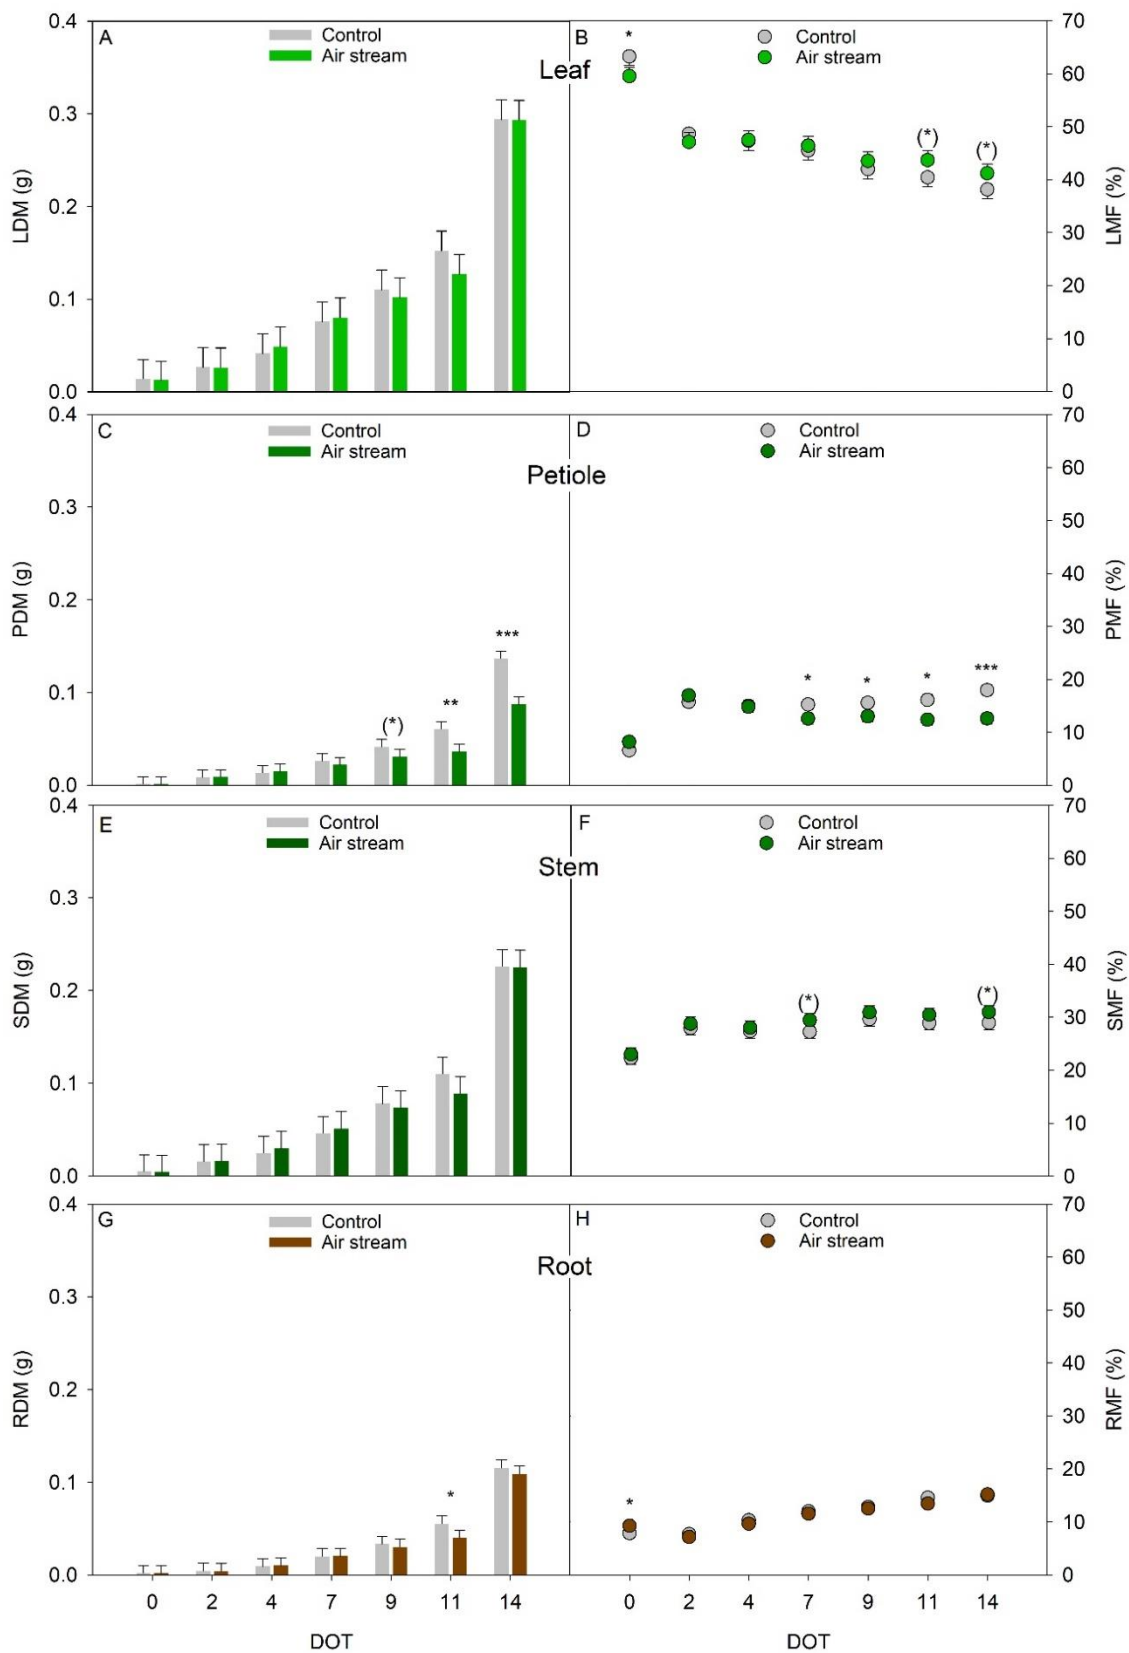 A
Control
Air stream
B
Control
Air stream
Leaf
0.4
0.3
0.2
0.1
0.0
LDM (g)
*
(*)
(*)
70
60
50
40
30
20
10
0
LMF (%)
C
Control
Air stream
D
Control
Air stream
Petiole
0.4
0.3
0.2
0.1
0.0
PDM (g)
(*)
**
***
*
*
*
***
70
60
50
40
30
20
10
0
PMF (%)
E
Control
Air stream
F
Control
Air stream
Stem
0.4
0.3
0.2
0.1
0.0
SDM (g)
(*)
(*)
70
60
50
40
30
20
10
0
SMF (%)
G
Control
Air stream
H
Control
Air stream
Root
0.4
0.3
0.2
0.1
0.0
RDM (g)
*
*
70
60
50
40
30
20
10
0
RMF (%)
0 2 4 7 9 11 14
DOT
0 2 4 7 9 11 14
DOT